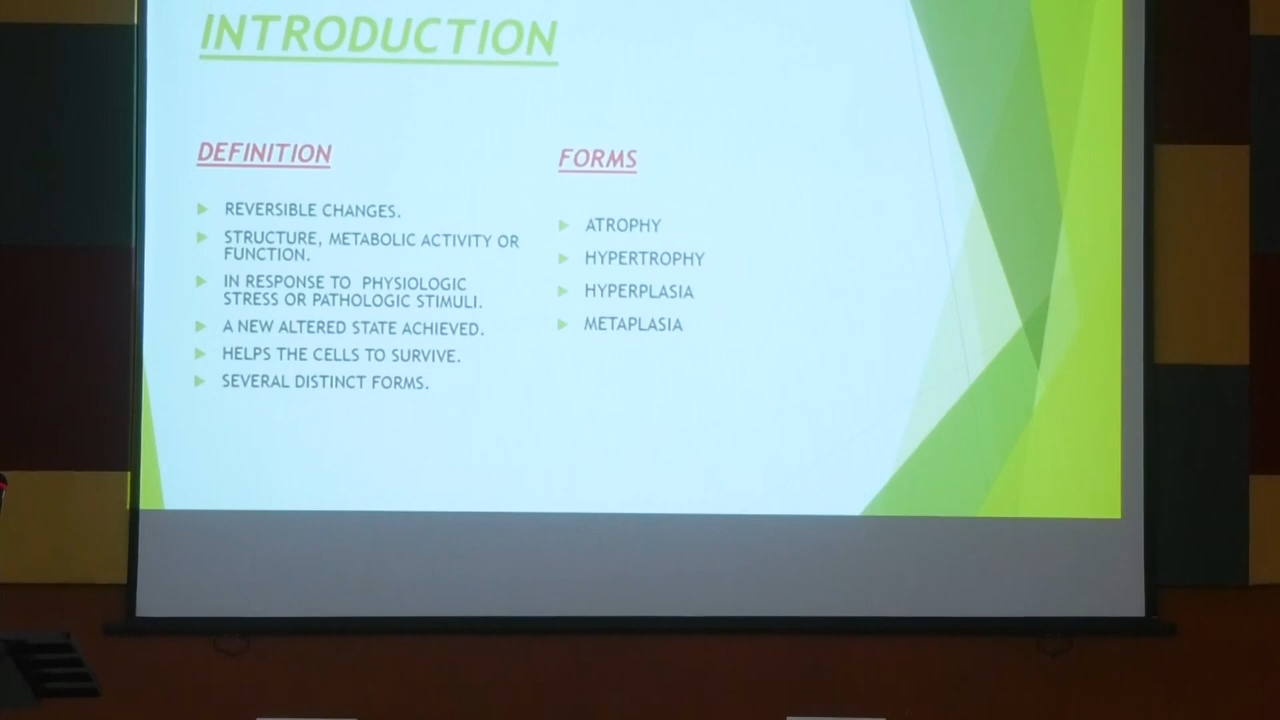 INTRODUCTION
DEFINITION
REVERSIBLE CHANGES.
STRUCTURE, METABOLIC ACTIVITY OR
FUNCTION.
IN RESPONSE TO PHYSIOLOGIC
STRESS OR PATHOLOGIC STIMULI.
A NEW ALTERED STATE ACHIEVED.
HELPS THE CELLS TO SURVIVE.
SEVERAL DISTINCT FORMS.
FORMS
ATROPHY
HYPERTROPHY
HYPERPLASIA
METAPLASIA